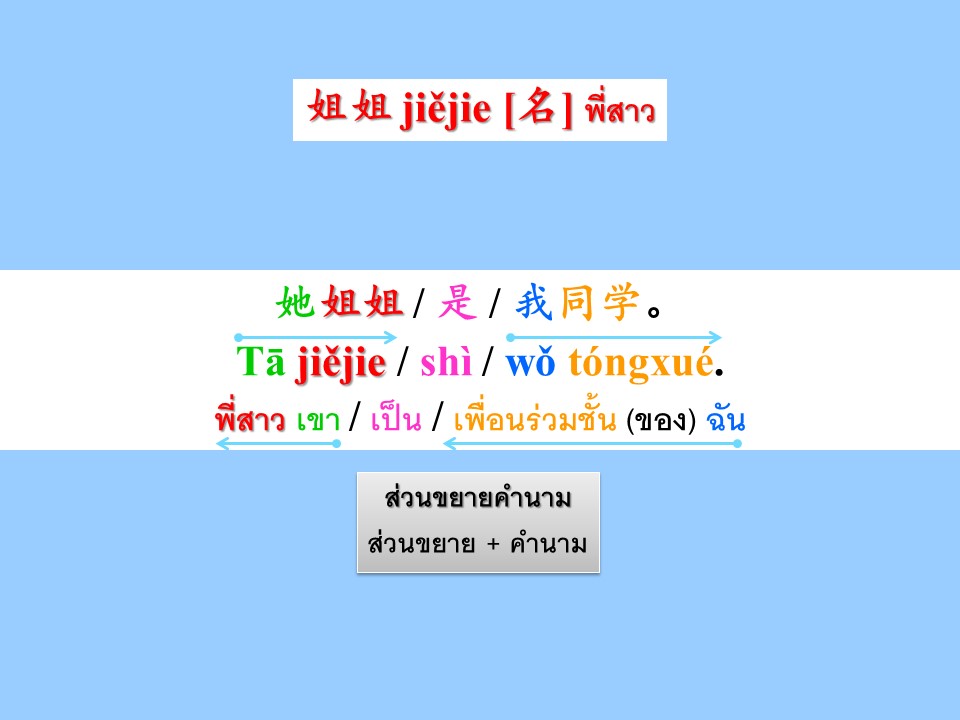 姐姐 jiějie [名] พี่สาว
她姐姐 / 是 / 我同学。
Tā jiějie / shì / wǒ tóngxué.
พี่สาว เขา / เป็น / เพื่อนร่วมชั้น (ของ) ฉัน
ส่วนขยายคำนาม
ส่วนขยาย + คำนาม